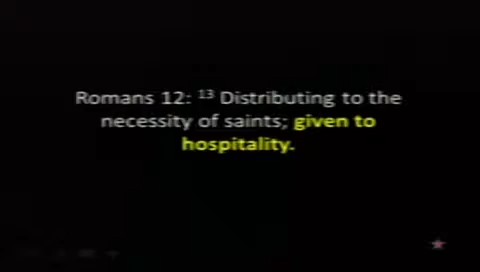 Romans 12: 13 Distributing to the
necessity of saints; given to
hospitality.